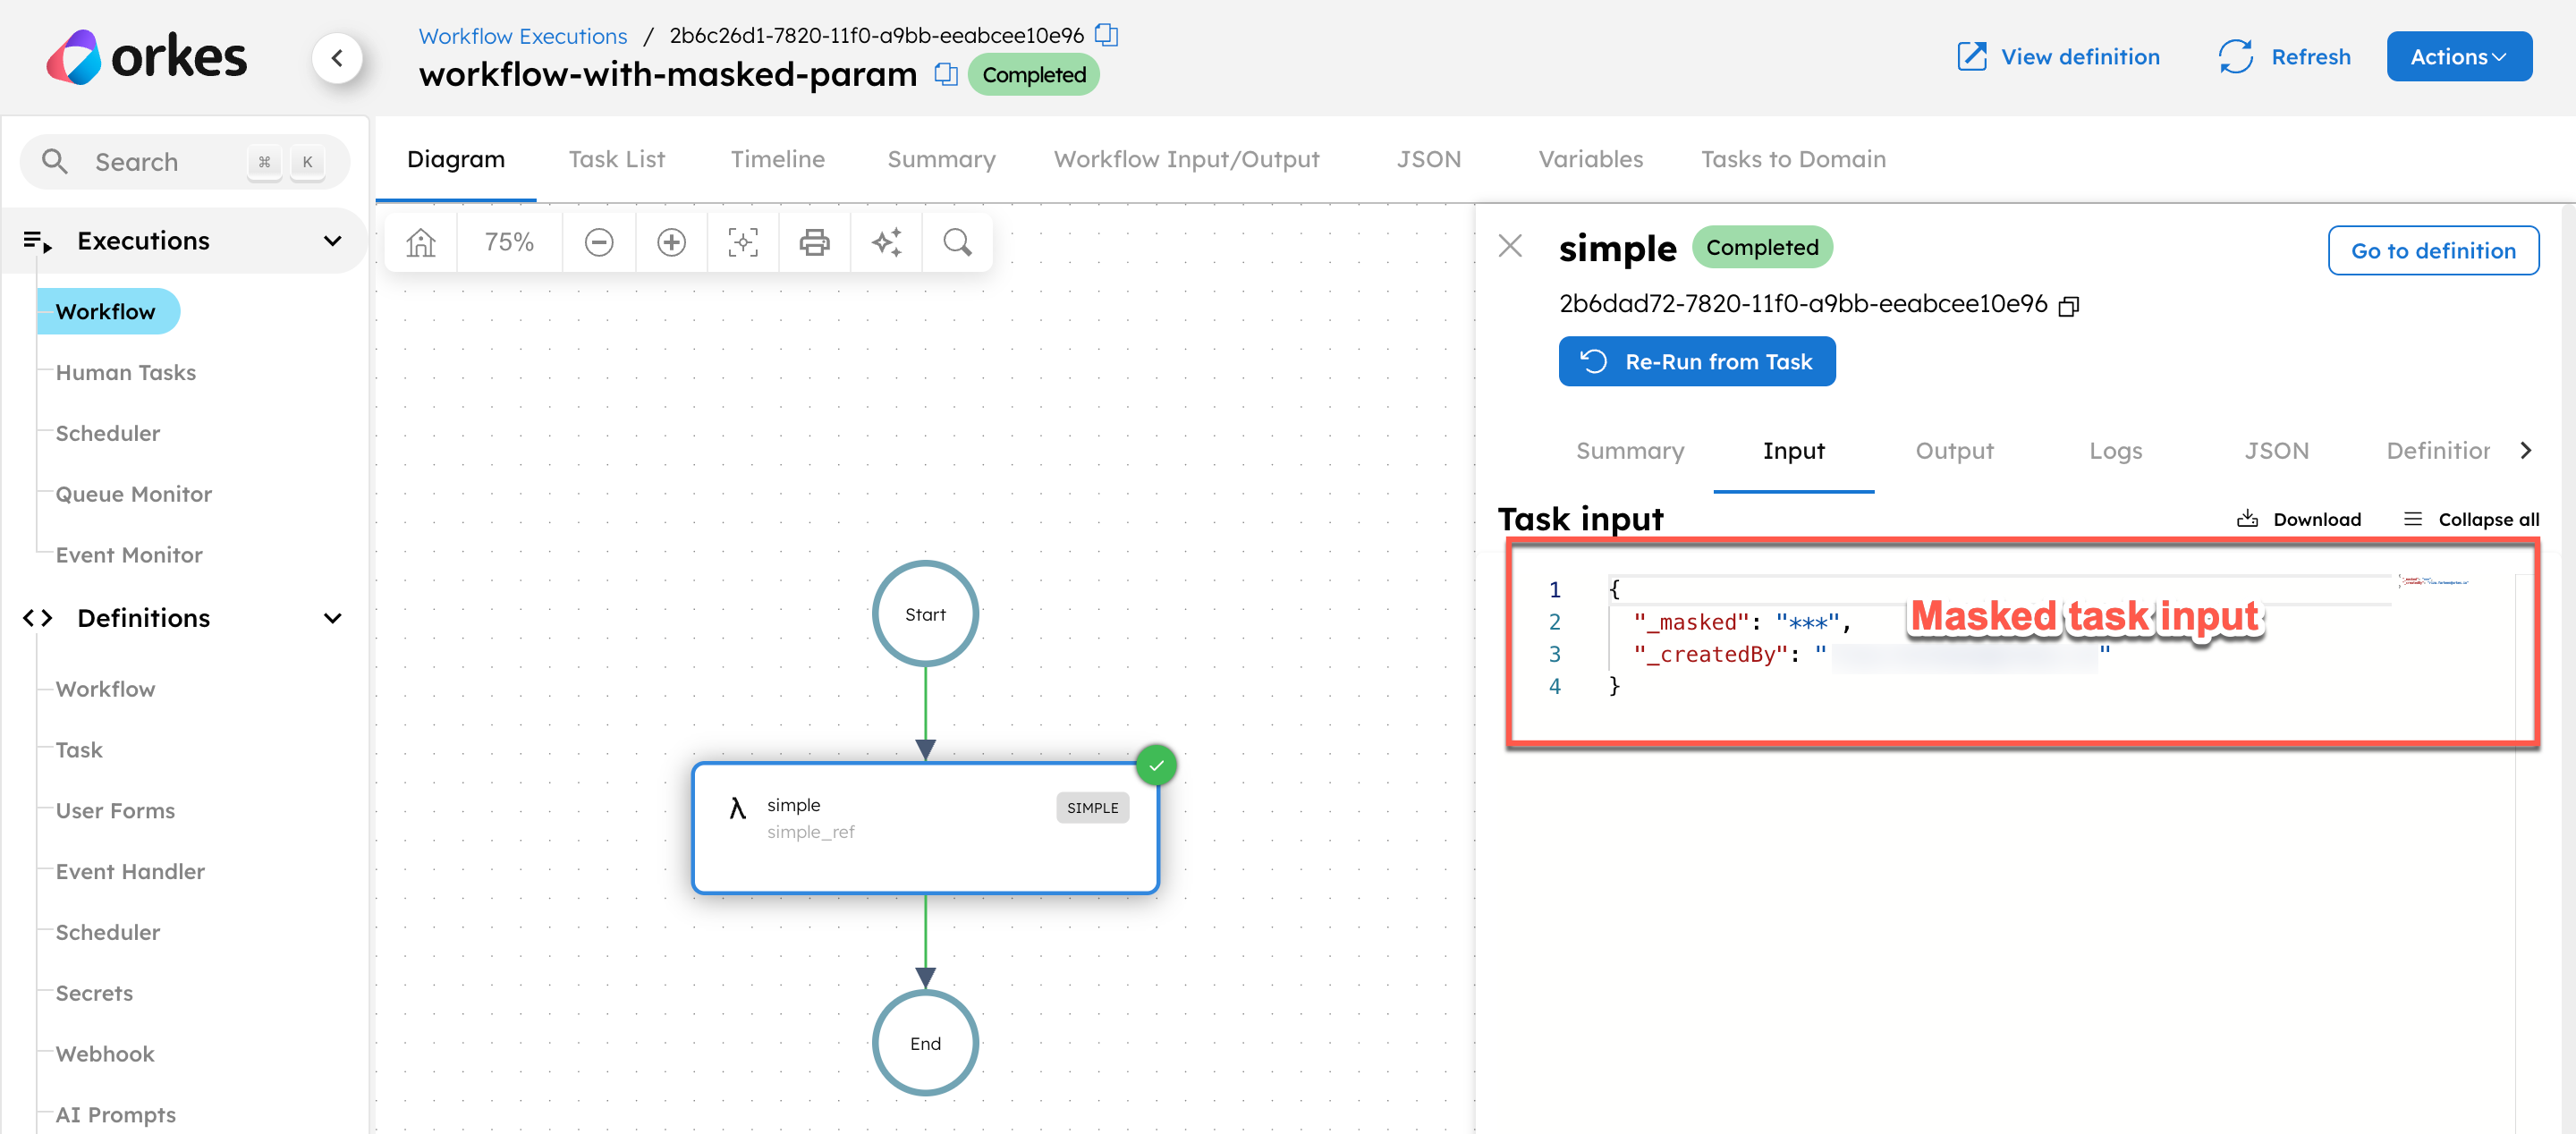 orkes
Workflow Executions / 2b6c26d1-7820-11f0-a9bb-eeabcee10e96
workflow-with-masked-param Completed
View definition
Refresh
Actions
Search ⌘ K
Executions
Workflow
Human Tasks
Scheduler
Queue Monitor
Event Monitor
Definitions
Workflow
Task
User Forms
Event Handler
Scheduler
Secrets
Webhook
AI Prompts
Diagram Task List Timeline Summary Workflow Input/Output JSON Variables Tasks to Domain
75%
Start
simple
simple_ref
SIMPLE
End
simple Completed
Go to definition
2b6dad72-7820-11f0-a9bb-eeabcee10e96
Re-Run from Task
Summary Input Output Logs JSON Definition
Task input
Download Collapse all
1 {
2 "_masked": "***",
3 "_createdBy": " "
4 }
Masked task input